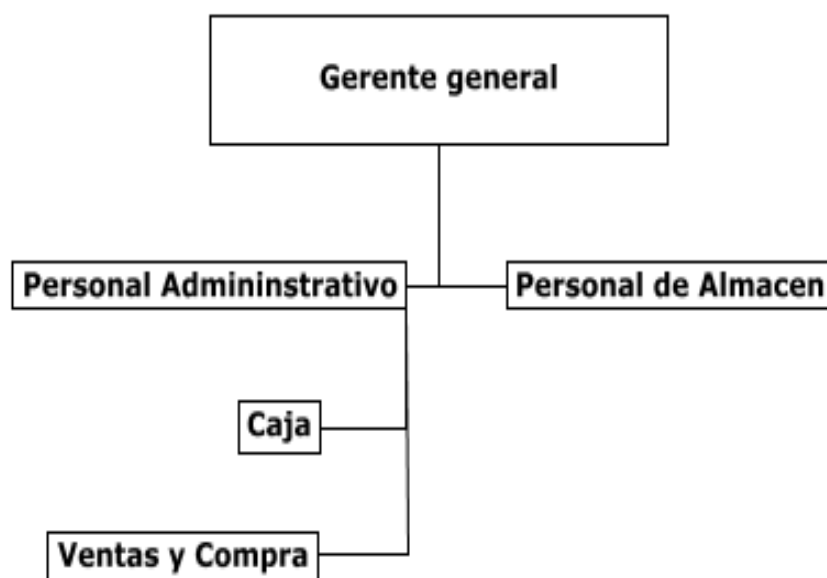 Gerente general
Personal Admininstrativo
Personal de Almacen
Caja
Ventas y Compra